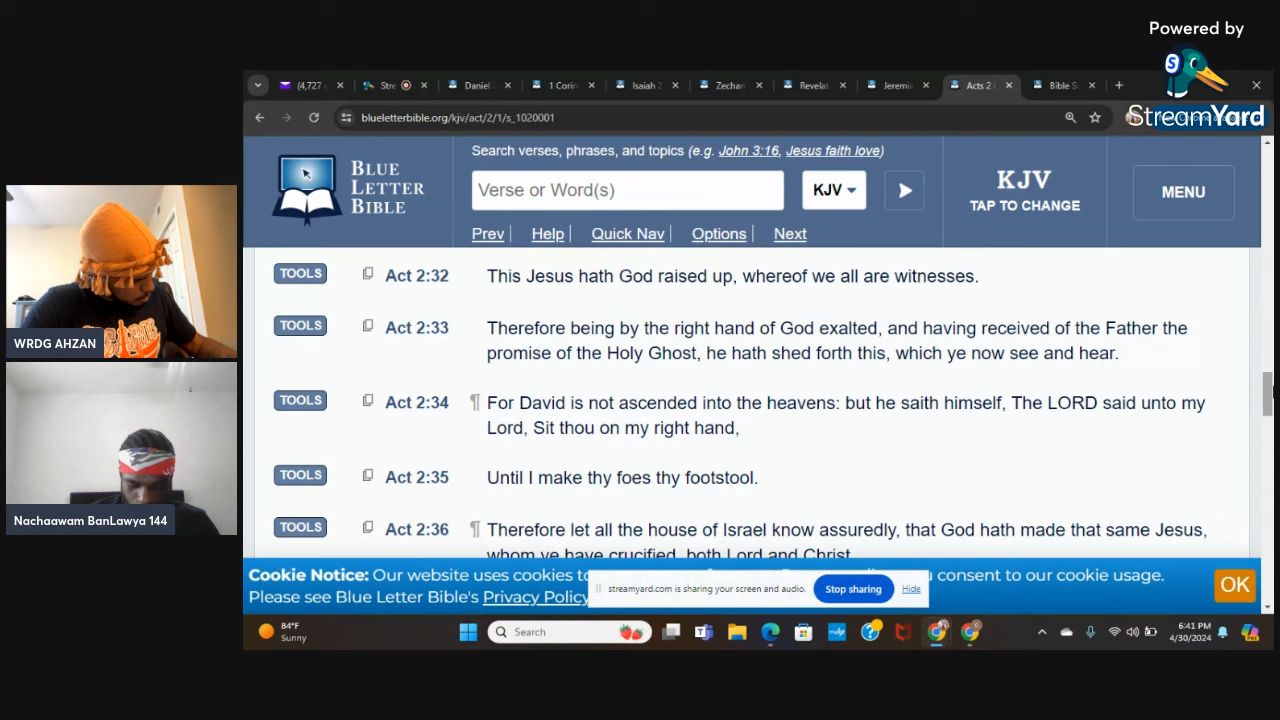 Powered by
StreamYard
(4,727
Stre
Daniel
1 Corin
Isaiah 2
Zechar
Revelat
Jeremi
Acts 2
Bible S
blueletterbible.org/kjv/act/2/1/s_1020001
BLUE
LETTER
BIBLE
Search verses, phrases, and topics (e.g. John 3:16, Jesus faith love)
Verse or Word(s)
KJV
KJV
TAP TO CHANGE
MENU
Prev | Help | Quick Nav | Options | Next
TOOLS Act 2:32 This Jesus hath God raised up, whereof we all are witnesses.
TOOLS Act 2:33 Therefore being by the right hand of God exalted, and having received of the Father the
promise of the Holy Ghost, he hath shed forth this, which ye now see and hear.
TOOLS Act 2:34 ¶ For David is not ascended into the heavens: but he saith himself, The LORD said unto my
Lord, Sit thou on my right hand,
TOOLS Act 2:35 Until I make thy foes thy footstool.
TOOLS Act 2:36 ¶ Therefore let all the house of Israel know assuredly, that God hath made that same Jesus,
whom ye have crucified, both Lord and Christ.
Cookie Notice: Our website uses cookies to consent to our cookie usage.
Please see Blue Letter Bible's Privacy Policy
OK
streamyard.com is sharing your screen and audio.
Stop sharing
Hide
WRDG AHZAN
Nachaawam BanLawya 144
84°F
Sunny
Search
6:41 PM
4/30/2024